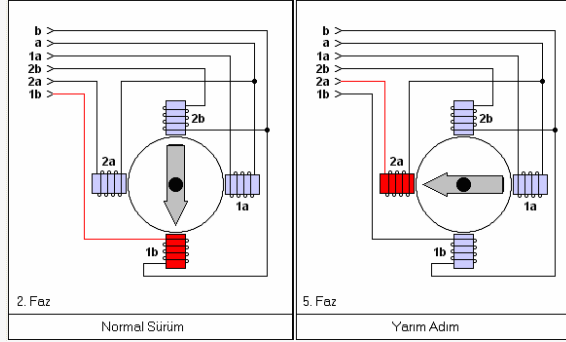 b
a
1a
2b
2a
1b
2b
2a
1a
1b
2. Faz
Normal Sürüm
b
a
1a
2b
2a
1b
2b
2a
1a
1b
5. Faz
Yarım Adım